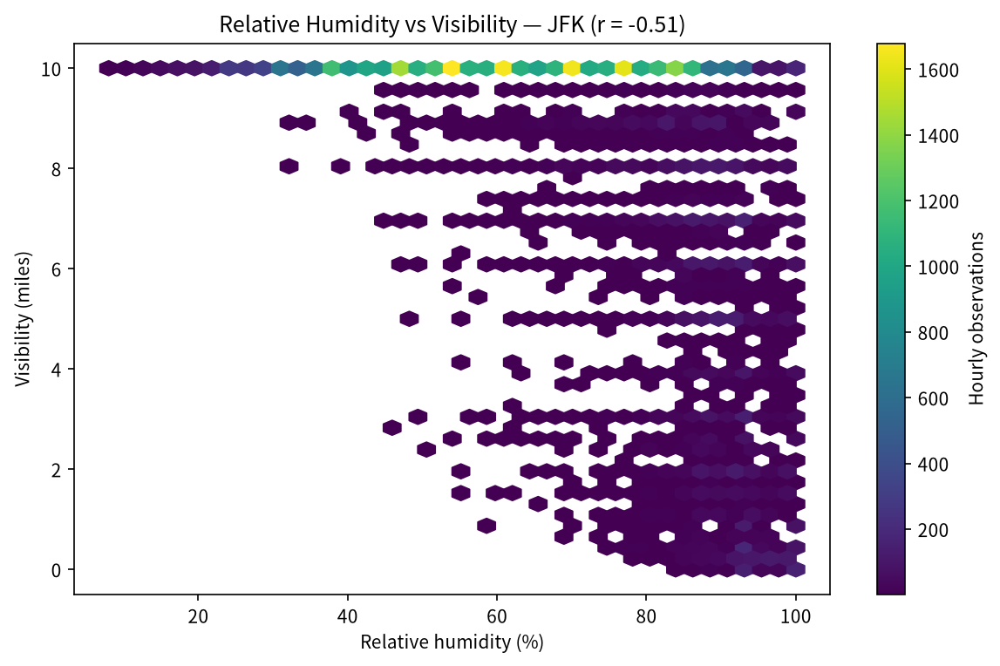 Relative Humidity vs Visibility — JFK (r = -0.51)
Visibility (miles)
10
8
6
4
2
0
20 40 60 80 100
Relative humidity (%)
1600
1400
1200
1000
800
600
400
200
Hourly observations